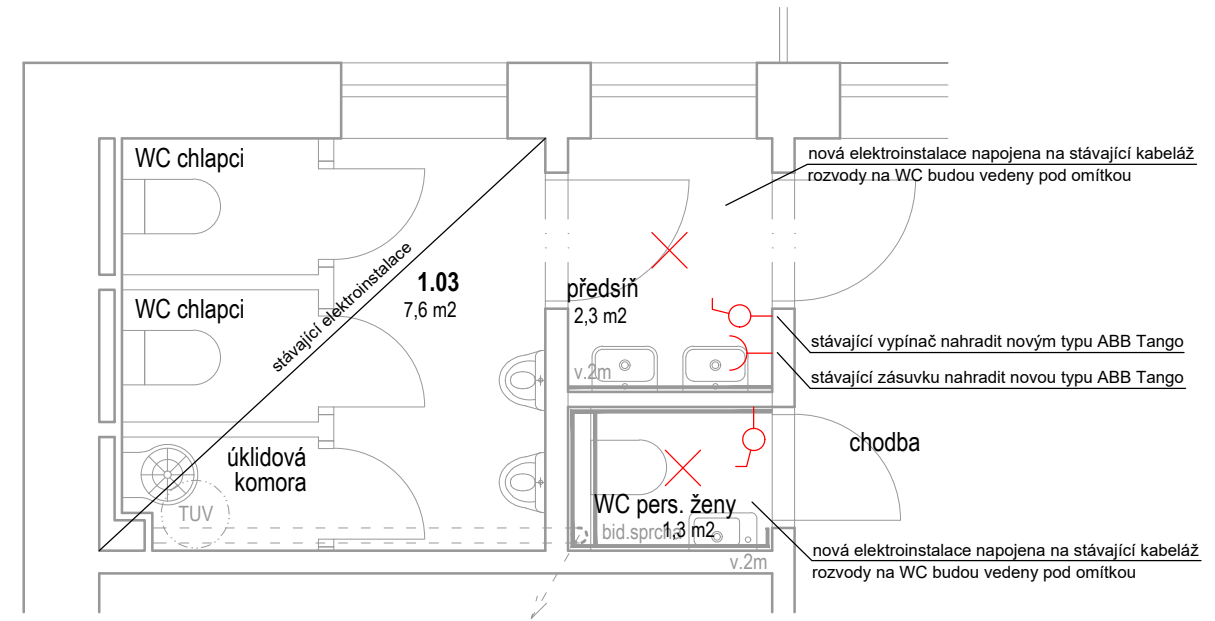 WC chlapci
nová elektroinstalace napojena na stávající kabeláž
rozvody na WC budou vedeny pod omítkou
stávající elektroinstalace
1.03
7,6 m2
předsíň
2,3 m2
WC chlapci
stávající vypínač nahradit novým typu ABB Tango
stávající zásuvku nahradit novou typu ABB Tango
v.2m
úklidová
komora
chodba
TUV
WC pers. ženy
bid.sprcha
1,3 m2
v.2m
nová elektroinstalace napojena na stávající kabeláž
rozvody na WC budou vedeny pod omítkou